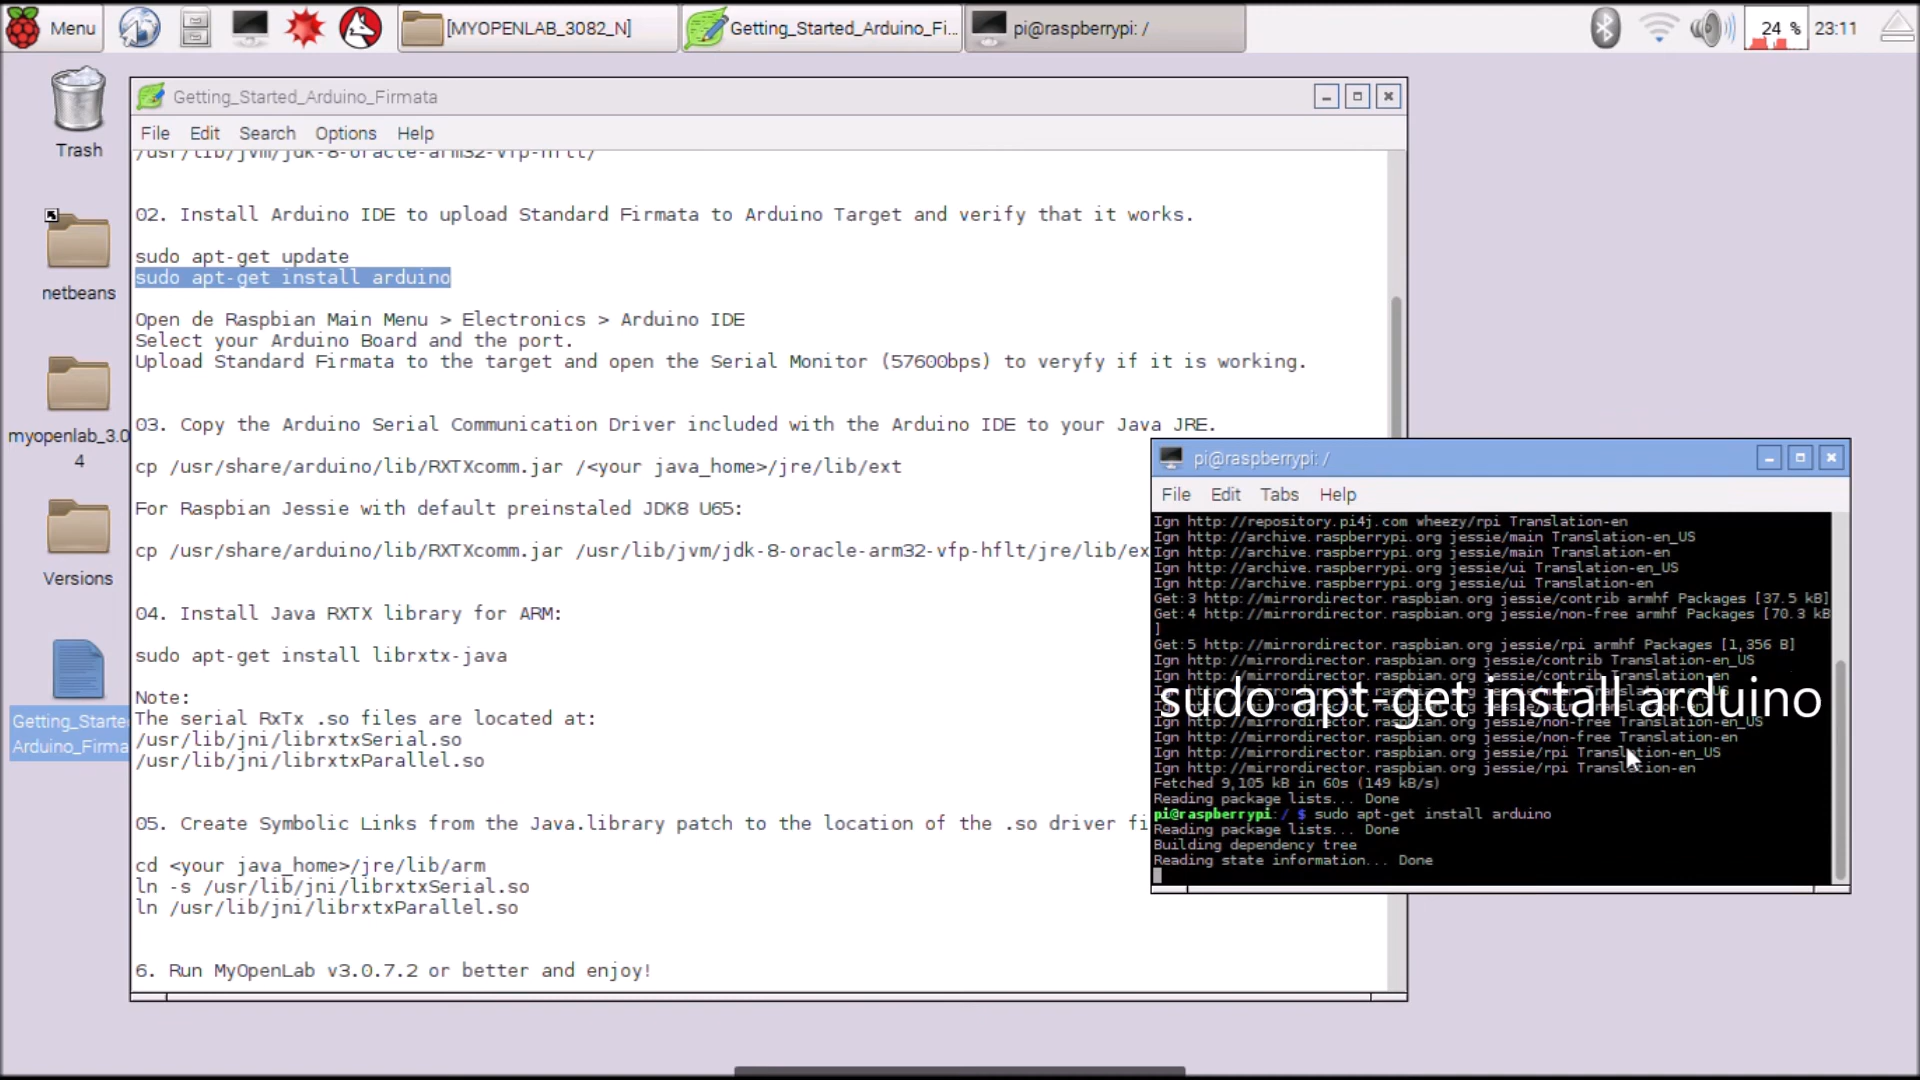 Menu
[MYOPENLAB_3082_N]
Getting_Started_Arduino_Fi...
pi@raspberrypi: /
24 %
23:11
Trash
netbeans
myopenlab_3.0
4
Versions
Getting_Starte
Arduino_Firma
Getting_Started_Arduino_Firmata
File Edit Search Options Help
/usr/lib/jvm/jdk-8-oracle-arm32-vfp-hflt/
02. Install Arduino IDE to upload Standard Firmata to Arduino Target and verify that it works.
sudo apt-get update
sudo apt-get install arduino
Open de Raspbian Main Menu > Electronics > Arduino IDE
Select your Arduino Board and the port.
Upload Standard Firmata to the target and open the Serial Monitor (57600bps) to veryfy if it is working.
03. Copy the Arduino Serial Communication Driver included with the Arduino IDE to your Java JRE.
cp /usr/share/arduino/lib/RXTXcomm.jar /<your java_home>/jre/lib/ext
For Raspbian Jessie with default preinstaled JDK8 U65:
cp /usr/share/arduino/lib/RXTXcomm.jar /usr/lib/jvm/jdk-8-oracle-arm32-vfp-hflt/jre/lib/ex
04. Install Java RXTX library for ARM:
sudo apt-get install librxtx-java
Note:
The serial RxTx .so files are located at:
/usr/lib/jni/librxtxSerial.so
/usr/lib/jni/librxtxParallel.so
05. Create Symbolic Links from the Java.library patch to the location of the .so driver fi
cd <your java_home>/jre/lib/arm
ln -s /usr/lib/jni/librxtxSerial.so
ln /usr/lib/jni/librxtxParallel.so
6. Run MyOpenLab v3.0.7.2 or better and enjoy!
pi@raspberrypi: /
File Edit Tabs Help
Ign http://repository.pi4j.com wheezy/rpi Translation-en
Ign http://archive.raspberrypi.org jessie/main Translation-en_US
Ign http://archive.raspberrypi.org jessie/main Translation-en
Ign http://archive.raspberrypi.org jessie/ui Translation-en_US
Ign http://archive.raspberrypi.org jessie/ui Translation-en
Get:3 http://mirrordirector.raspbian.org jessie/contrib armhf Packages [37.5 kB]
Get:4 http://mirrordirector.raspbian.org jessie/non-free armhf Packages [70.3 kB
]
Get:5 http://mirrordirector.raspbian.org jessie/rpi armhf Packages [1,356 B]
Ign http://mirrordirector.raspbian.org jessie/contrib Translation-en_US
Ign http://mirrordirector.raspbian.org jessie/contrib Translation-en
sudo apt-get install arduino
Ign http://mirrordirector.raspbian.org jessie/non-free Translation-en_US
Ign http://mirrordirector.raspbian.org jessie/non-free Translation-en
Ign http://mirrordirector.raspbian.org jessie/rpi Translation-en_US
Ign http://mirrordirector.raspbian.org jessie/rpi Translation-en
Fetched 9,105 kB in 60s (149 kB/s)
Reading package lists... Done
pi@raspberrypi:/ $ sudo apt-get install arduino
Reading package lists... Done
Building dependency tree
Reading state information... Done